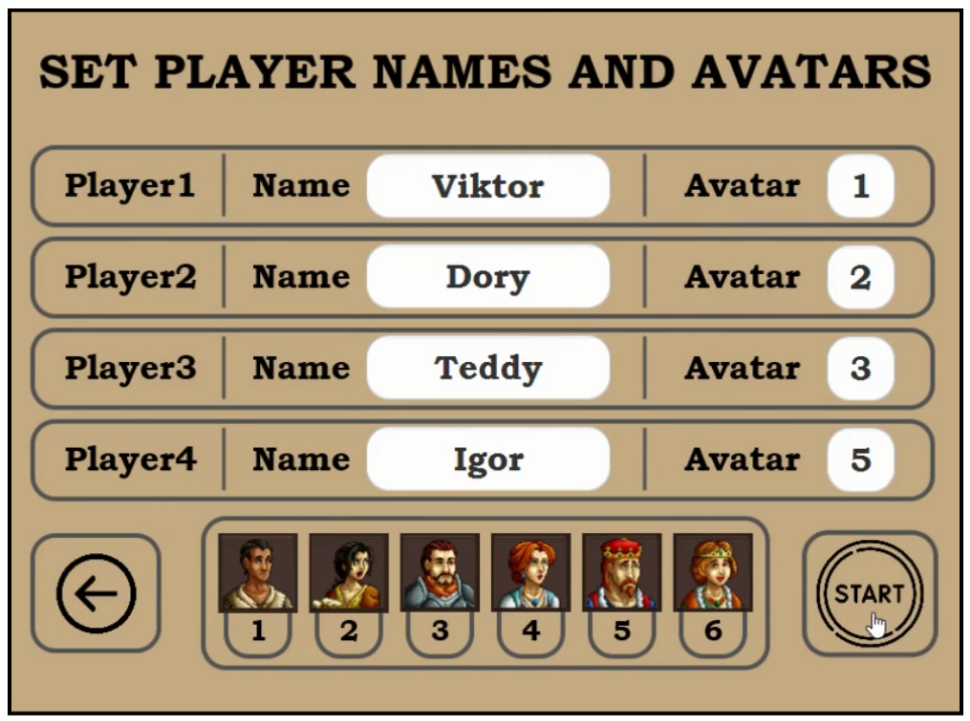 SET PLAYER NAMES AND AVATARS
Player1 Name Viktor Avatar 1
Player2 Name Dory Avatar 2
Player3 Name Teddy Avatar 3
Player4 Name Igor Avatar 5
1 2 3 4 5 6
START